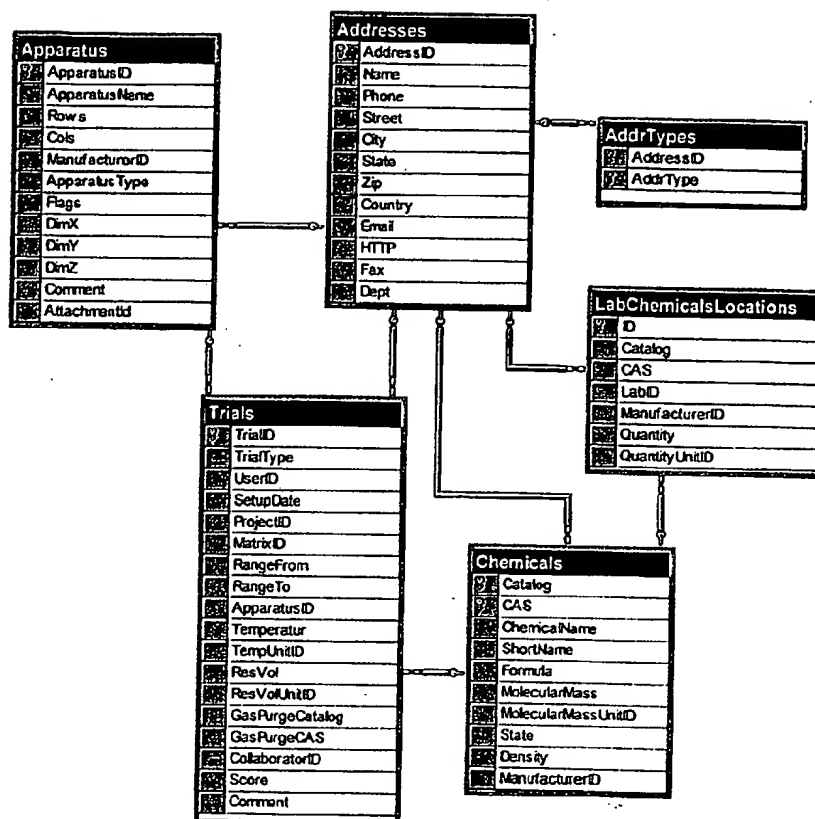 Apparatus
ApparatusID
ApparatusName
Rows
Cols
ManufacturorID
ApparatusType
Flags
DimX
DimY
DimZ
Comment
AttachmentId
Addresses
AddressID
Name
Phone
Street
City
State
Zip
Country
Email
HTTP
Fax
Dept
AddrTypes
AddressID
AddrType
LabChemicalsLocations
ID
Catalog
CAS
LabID
ManufacturerID
Quantity
QuantityUnitID
Trials
TrialID
TrialType
UserID
SetupDate
ProjectID
MatrixID
RangeFrom
RangeTo
ApparatusID
Temperatur
TempUnitID
ResVol
ResVolUnitID
GasPurgeCatalog
GasPurgeCAS
CollaboratorID
Score
Comment
Chemicals
Catalog
CAS
ChemicalName
ShortName
Formula
MolecularMass
MolecularMassUnitID
State
Density
ManufacturerID